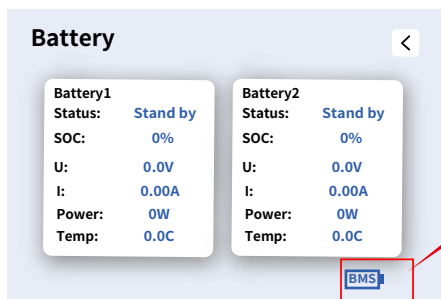 Battery
Battery1
Status: Stand by
SOC: 0%
U: 0.0V
I: 0.00A
Power: 0W
Temp: 0.0C
Battery2
Status: Stand by
SOC: 0%
U: 0.0V
I: 0.00A
Power: 0W
Temp: 0.0C
BMS